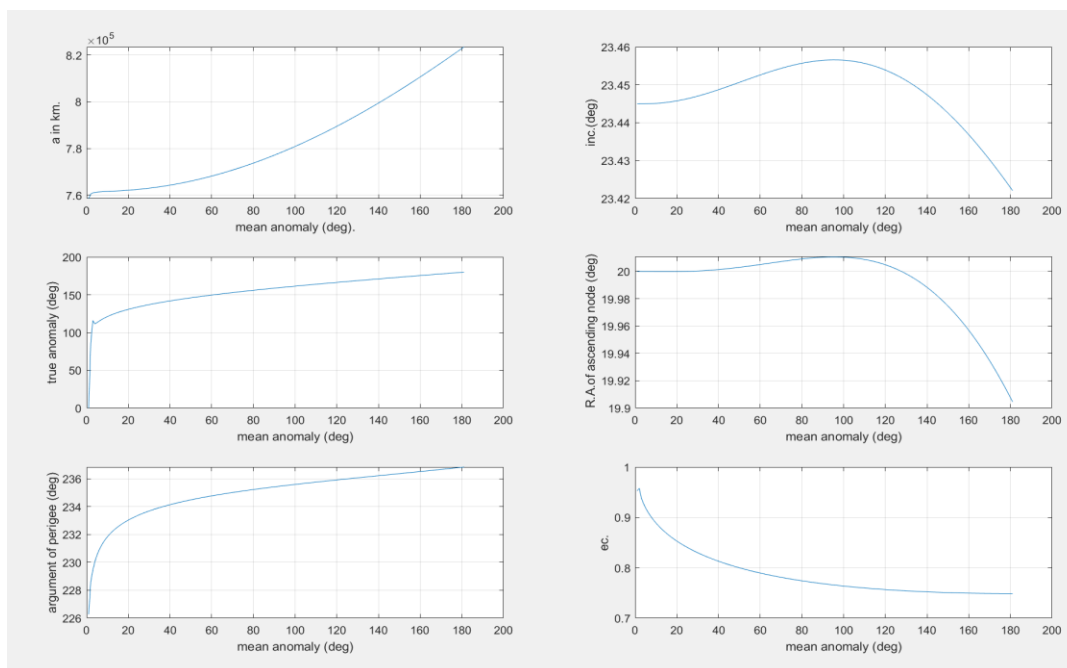 ×10⁵
8.2
8
7.8
7.6
a in km.
0 20 40 60 80 100 120 140 160 180 200
mean anomaly (deg).
23.46
23.45
23.44
23.43
23.42
inc.(deg)
0 20 40 60 80 100 120 140 160 180 200
mean anomaly (deg)
200
150
100
50
0
true anomaly (deg)
0 20 40 60 80 100 120 140 160 180 200
mean anomaly (deg)
20
19.98
19.96
19.94
19.92
19.9
R.A.of ascending node (deg)
0 20 40 60 80 100 120 140 160 180 200
mean anomaly (deg)
236
234
232
230
228
226
argument of perigee (deg)
0 20 40 60 80 100 120 140 160 180 200
mean anomaly (deg)
1
0.9
0.8
0.7
ec.
0 20 40 60 80 100 120 140 160 180 200
mean anomaly (deg)